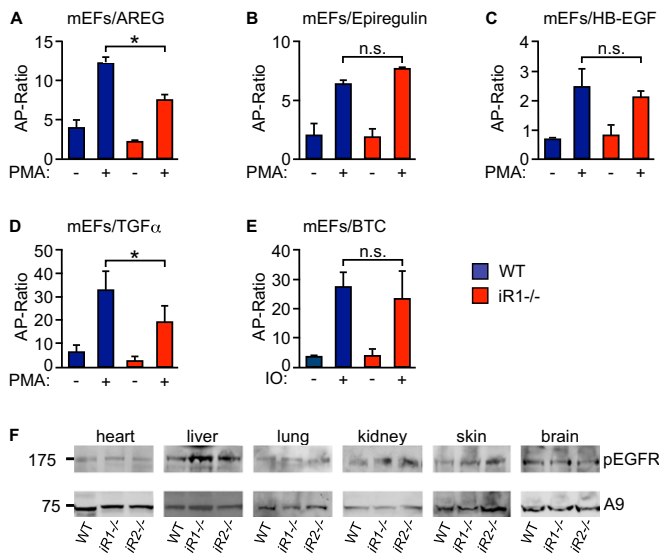 A mEFs/AREG
AP-Ratio
15
10
5
0
*
PMA: - + - +
B mEFs/Epiregulin
AP-Ratio
10
5
0
n.s.
- + - +
C mEFs/HB-EGF
AP-Ratio
4
3
2
1
0
n.s.
PMA: - + - +
D mEFs/TGFα
AP-Ratio
50
40
30
20
10
0
*
PMA: - + - +
E mEFs/BTC
AP-Ratio
40
30
20
10
0
n.s.
IO: - + - +
WT
iR1-/-
F heart liver lung kidney skin brain
175 pEGFR
75 A9
WT iR1-/- iR2-/- WT iR1-/- iR2-/- WT iR1-/- iR2-/- WT iR1-/- iR2-/- WT iR1-/- iR2-/- WT iR1-/- iR2-/-